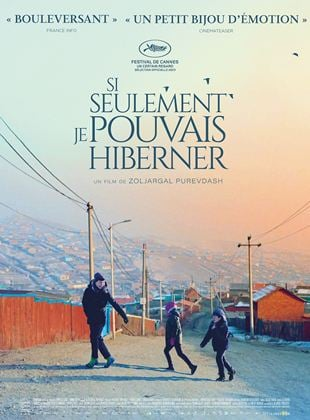 « BOULEVERSANT » « UN PETIT BIJOU D'ÉMOTION »
FRANCE INFO CINEMATEASER
FESTIVAL DE CANNES
UN CERTAIN REGARD
SÉLECTION OFFICIELLE 2023
SI
SEULEMENT
JE POUVAIS
HIBERNER
UN FILM DE ZOLJARGAL PUREVDASH